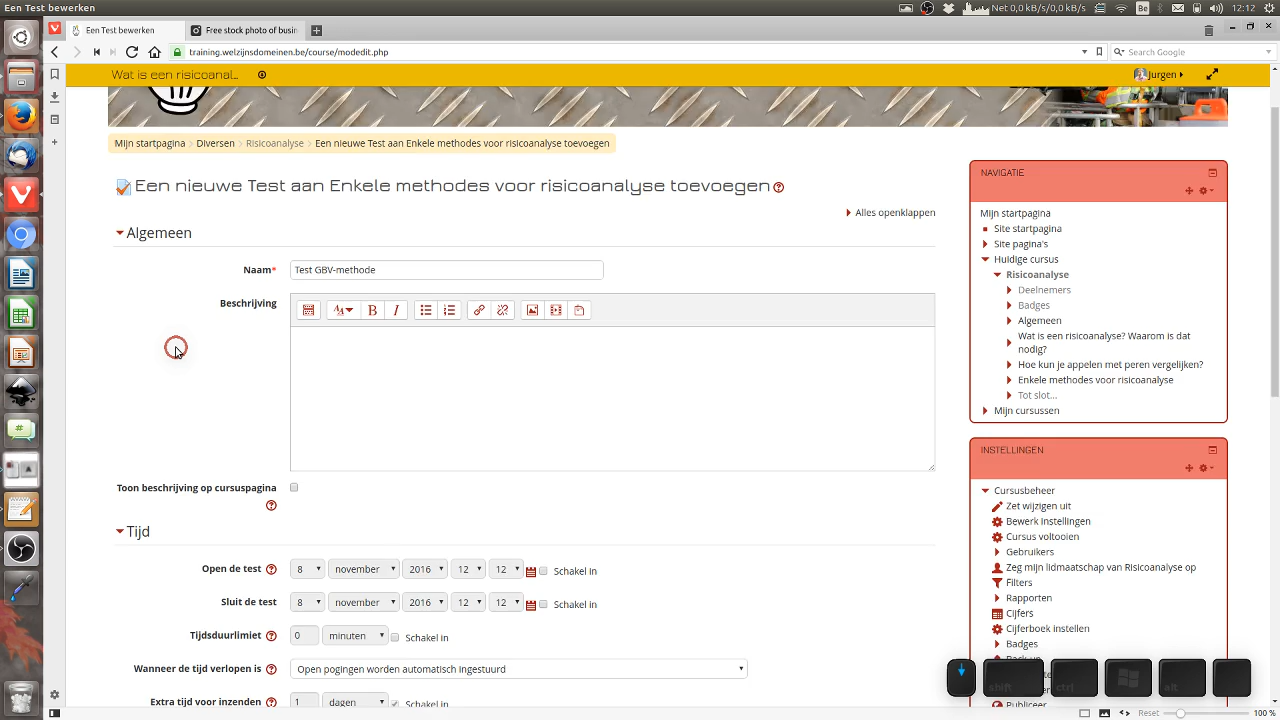 Een Test bewerken
Net 0,0 kB/s/0,0 kB/s
Be
12:12
Een Test bewerken
Free stock photo of busin
training.welzijnsdomeinen.be/course/modedit.php
Search Google
Wat is een risicoanal...
Jurgen
Mijn startpagina
Diversen
Risicoanalyse
Een nieuwe Test aan Enkele methodes voor risicoanalyse toevoegen
Een nieuwe Test aan Enkele methodes voor risicoanalyse toevoegen
Alles openklappen
Algemeen
Naam*
Test GBV-methode
Beschrijving
B
I
Toon beschrijving op cursuspagina
Tijd
Open de test
8
november
2016
12
12
Schakel in
Sluit de test
8
november
2016
12
12
Schakel in
Tijdsduurlimiet
0
minuten
Schakel in
Wanneer de tijd verlopen is
Open pogingen worden automatisch ingestuurd
Extra tijd voor inzenden
1
dagen
Schakel in
NAVIGATIE
Mijn startpagina
Site startpagina
Site pagina's
Huidige cursus
Risicoanalyse
Deelnemers
Badges
Algemeen
Wat is een risicoanalyse? Waarom is dat
nodig?
Hoe kun je appelen met peren vergelijken?
Enkele methodes voor risicoanalyse
Tot slot...
Mijn cursussen
INSTELLINGEN
Cursusbeheer
Zet wijzigen uit
Bewerk instellingen
Cursus voltooien
Gebruikers
Zeg mijn lidmaatschap van Risicoanalyse op
Filters
Rapporten
Cijfers
Cijferboek instellen
Badges
Publiceer
shift
ctrl
alt
Reset
100 %